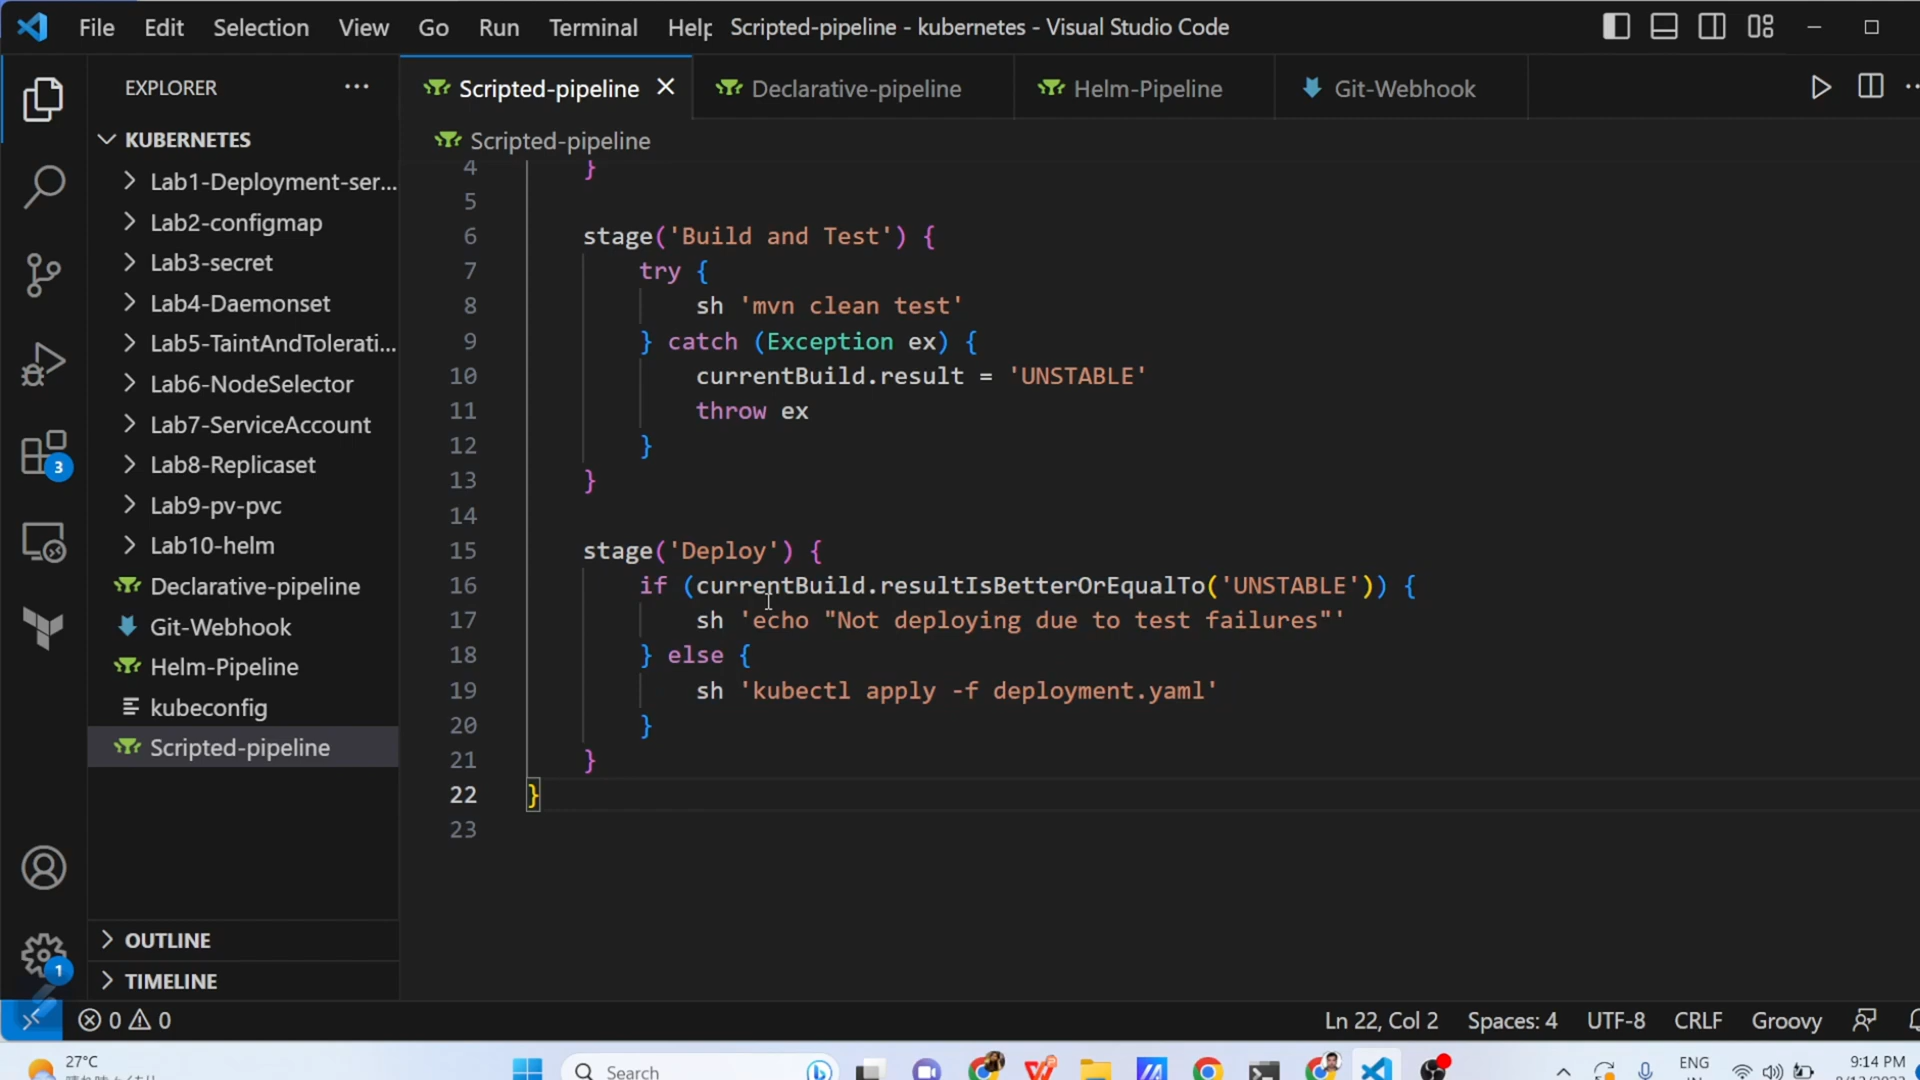 File Edit Selection View Go Run Terminal Help Scripted-pipeline - kubernetes - Visual Studio Code
EXPLORER
Scripted-pipeline Declarative-pipeline Helm-Pipeline Git-Webhook
KUBERNETES
Scripted-pipeline
Lab1-Deployment-ser...
Lab2-configmap
Lab3-secret
Lab4-Daemonset
Lab5-TaintAndTolerati...
Lab6-NodeSelector
Lab7-ServiceAccount
Lab8-Replicaset
Lab9-pv-pvc
Lab10-helm
Declarative-pipeline
Git-Webhook
Helm-Pipeline
kubeconfig
Scripted-pipeline
OUTLINE
TIMELINE
3
1
4 }
5
6 stage('Build and Test') {
7 try {
8 sh 'mvn clean test'
9 } catch (Exception ex) {
10 currentBuild.result = 'UNSTABLE'
11 throw ex
12 }
13 }
14
15 stage('Deploy') {
16 if (currentBuild.resultIsBetterOrEqualTo('UNSTABLE')) {
17 sh 'echo "Not deploying due to test failures"'
18 } else {
19 sh 'kubectl apply -f deployment.yaml'
20 }
21 }
22 }
23
0 0 Ln 22, Col 2 Spaces: 4 UTF-8 CRLF Groovy
27°C
Search
ENG
9:14 PM